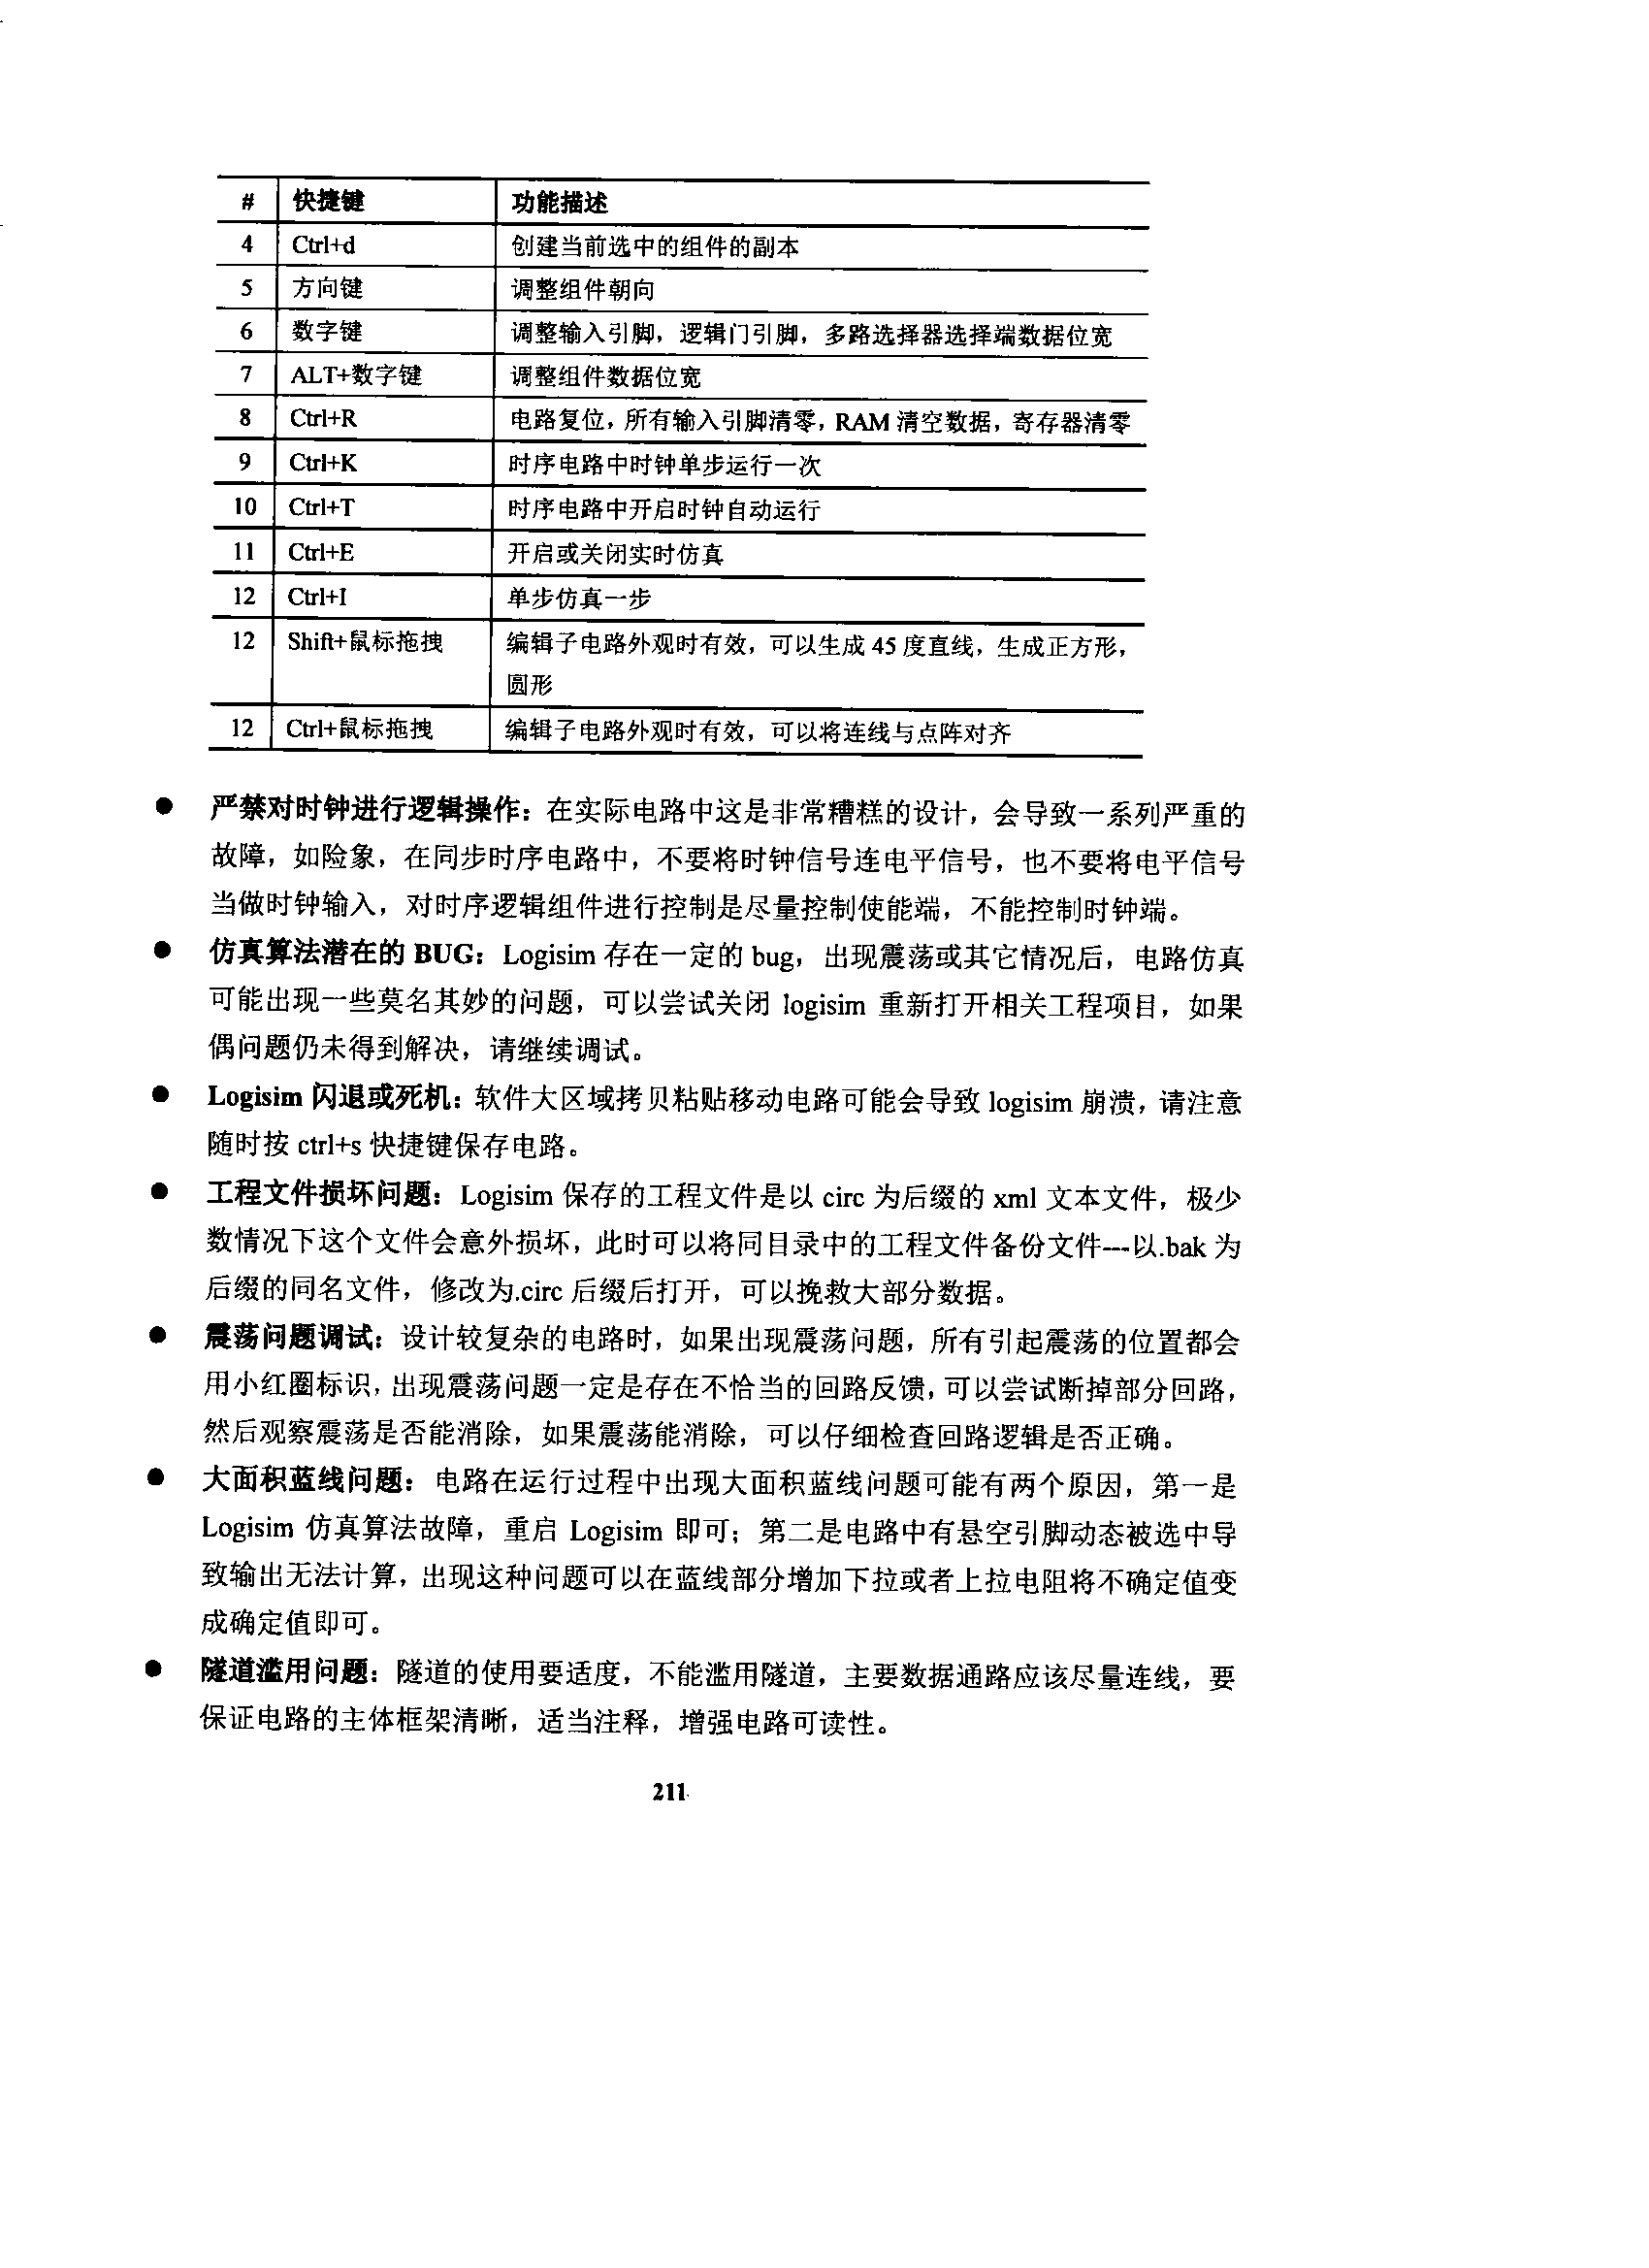 # 快捷键 功能描述
4 Ctrl+d 创建当前选中的组件的副本
5 方向键 调整组件朝向
6 数字键 调整输入引脚，逻辑门引脚，多路选择器选择端数据位宽
7 ALT+数字键 调整组件数据位宽
8 Ctrl+R 电路复位，所有输入引脚清零，RAM 清空数据，寄存器清零
9 Ctrl+K 时序电路中时钟单步运行一次
10 Ctrl+T 时序电路中开启时钟自动运行
11 Ctrl+E 开启或关闭实时仿真
12 Ctrl+I 单步仿真一步
12 Shift+鼠标拖拽 编辑子电路外观时有效，可以生成 45 度直线，生成正方形，
圆形
12 Ctrl+鼠标拖拽 编辑子电路外观时有效，可以将连线与点阵对齐
● 严禁对时钟进行逻辑操作：在实际电路中这是非常糟糕的设计，会导致一系列严重的
故障，如险象，在同步时序电路中，不要将时钟信号连电平信号，也不要将电平信号
当做时钟输入，对时序逻辑组件进行控制是尽量控制使能端，不能控制时钟端。
● 仿真算法潜在的 BUG：Logisim 存在一定的 bug，出现震荡或其它情况后，电路仿真
可能出现一些莫名其妙的问题，可以尝试关闭 logisim 重新打开相关工程项目，如果
偶问题仍未得到解决，请继续调试。
● Logisim 闪退或死机：软件大区域拷贝粘贴移动电路可能会导致 logisim 崩溃，请注意
随时按 ctrl+s 快捷键保存电路。
● 工程文件损坏问题：Logisim 保存的工程文件是以 circ 为后缀的 xml 文本文件，极少
数情况下这个文件会意外损坏，此时可以将同目录中的工程文件备份文件---以.bak 为
后缀的同名文件，修改为.circ 后缀后打开，可以挽救大部分数据。
● 震荡问题调试：设计较复杂的电路时，如果出现震荡问题，所有引起震荡的位置都会
用小红圈标识，出现震荡问题一定是存在不恰当的回路反馈，可以尝试断掉部分回路，
然后观察震荡是否能消除，如果震荡能消除，可以仔细检查回路逻辑是否正确。
● 大面积蓝线问题：电路在运行过程中出现大面积蓝线问题可能有两个原因，第一是
Logisim 仿真算法故障，重启 Logisim 即可；第二是电路中有悬空引脚动态被选中导
致输出无法计算，出现这种问题可以在蓝线部分增加下拉或者上拉电阻将不确定值变
成确定值即可。
● 隧道滥用问题：隧道的使用要适度，不能滥用隧道，主要数据通路应该尽量连线，要
保证电路的主体框架清晰，适当注释，增强电路可读性。
211